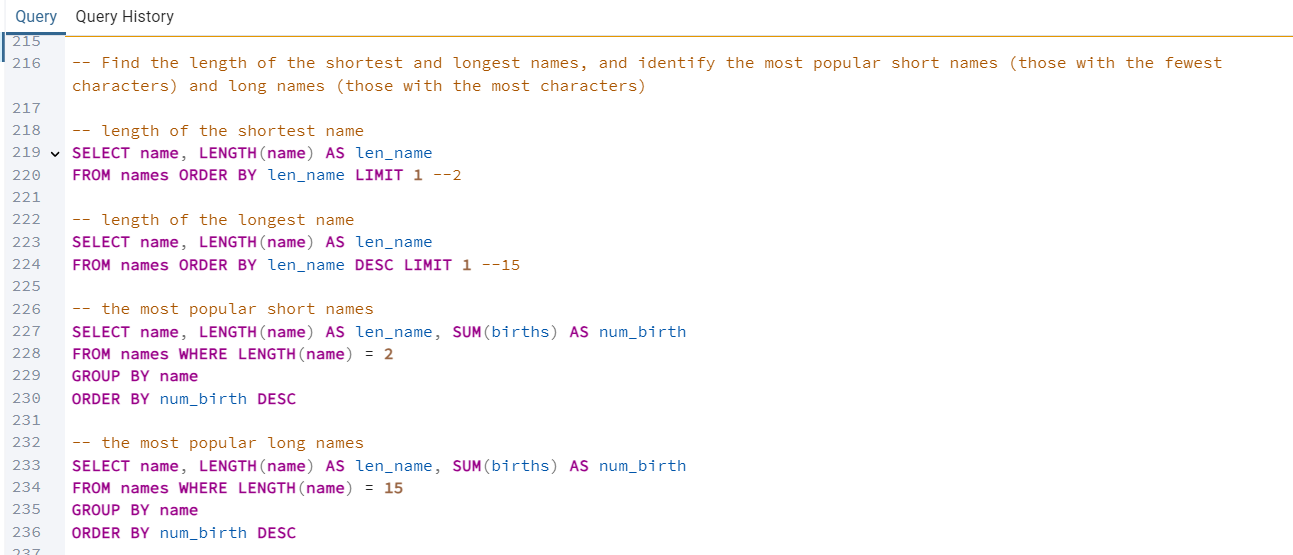 Query Query History
215
216 -- Find the length of the shortest and longest names, and identify the most popular short names (those with the fewest
characters) and long names (those with the most characters)
217
218 -- length of the shortest name
219 SELECT name, LENGTH(name) AS len_name
220 FROM names ORDER BY len_name LIMIT 1 --2
221
222 -- length of the longest name
223 SELECT name, LENGTH(name) AS len_name
224 FROM names ORDER BY len_name DESC LIMIT 1 --15
225
226 -- the most popular short names
227 SELECT name, LENGTH(name) AS len_name, SUM(births) AS num_birth
228 FROM names WHERE LENGTH(name) = 2
229 GROUP BY name
230 ORDER BY num_birth DESC
231
232 -- the most popular long names
233 SELECT name, LENGTH(name) AS len_name, SUM(births) AS num_birth
234 FROM names WHERE LENGTH(name) = 15
235 GROUP BY name
236 ORDER BY num_birth DESC
237